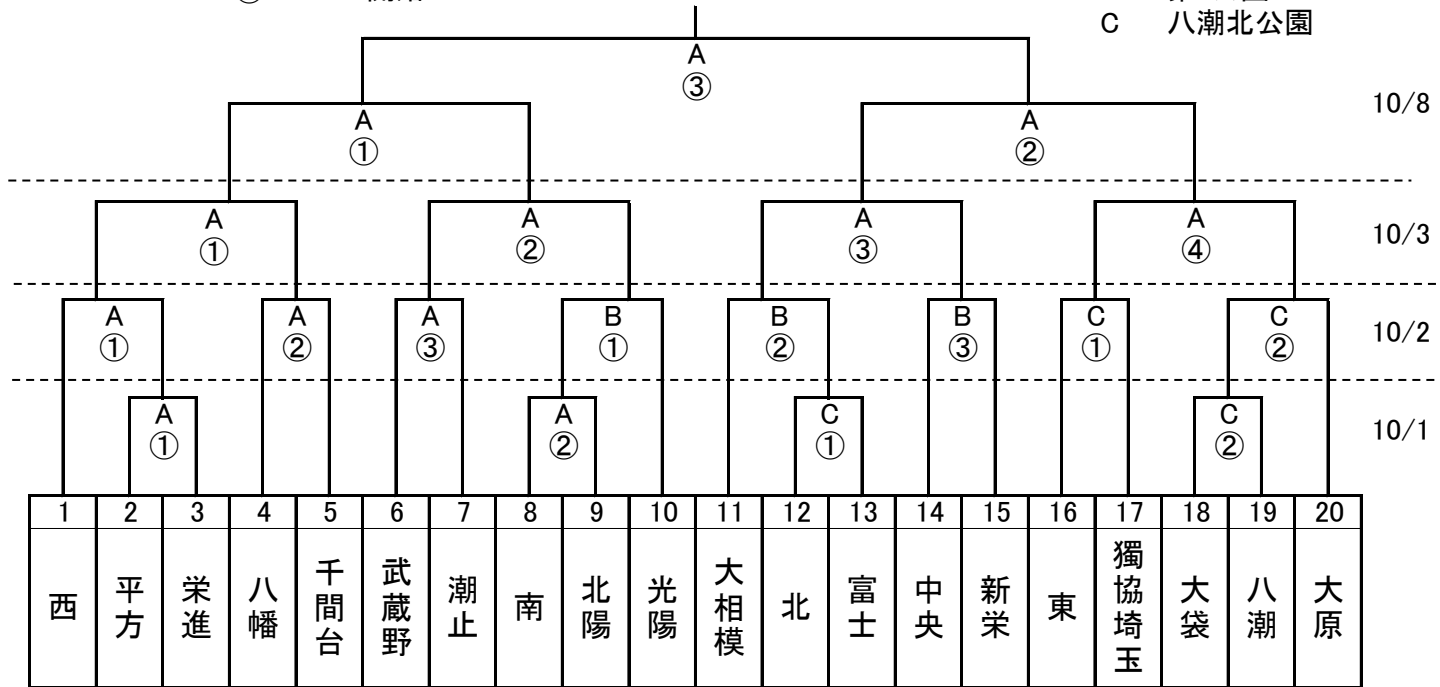 C 八潮北公園
A
③
10/8
A A
① ②
A A A A
① ② ③ ④
10/3
A A A B B B C C
① ② ③ ① ② ③ ① ②
10/2
A A C C
① ② ① ②
10/1
1 2 3 4 5 6 7 8 9 10 11 12 13 14 15 16 17 18 19 20
西 平方 栄進 八幡 千間台 武蔵野 潮止 南 北陽 光陽 大相模 北 富士 中央 新栄 東 獨協埼玉 大袋 八潮 大原